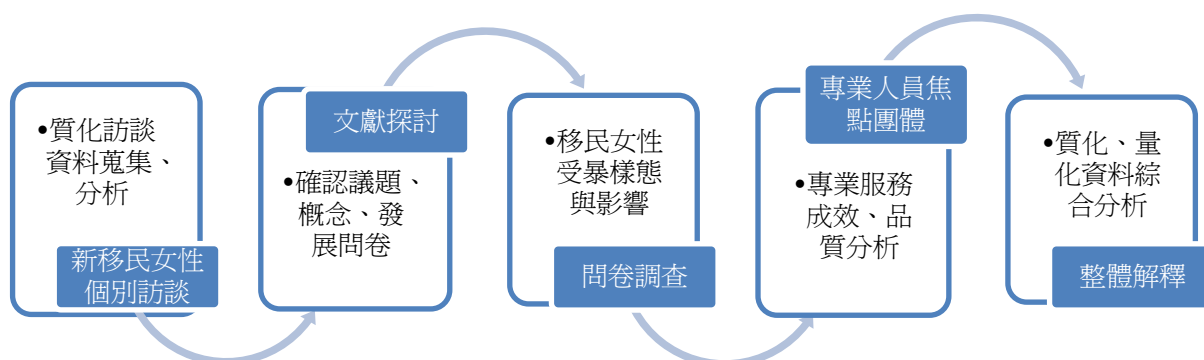 •質化訪談
資料蒐集、
分析
新移民女性
個別訪談
文獻探討
•確認議題、
概念、發
展問卷
•移民女性
受暴樣態
與影響
問卷調查
專業人員焦
點團體
•專業服務
成效、品
質分析
•質化、量
化資料綜
合分析
整體解釋